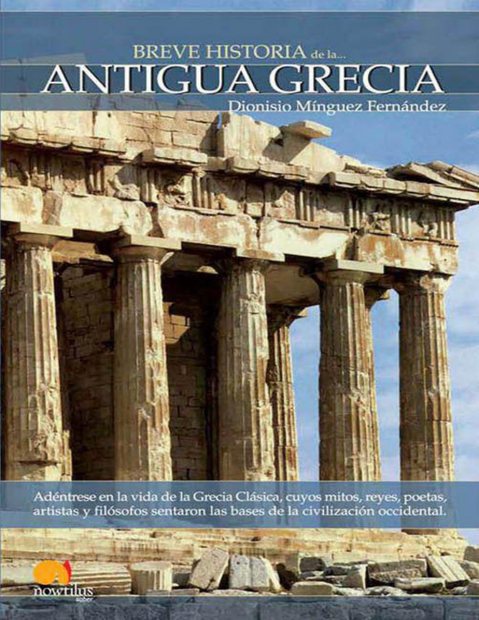 BREVE HISTORIA de la...
ANTIGUA GRECIA
Dionisio Mínguez Fernández
Adéntrese en la vida de la Grecia Clásica, cuyos mitos, reyes, poetas,
artistas y filósofos sentaron las bases de la civilización occidental.
nowtilus
saber